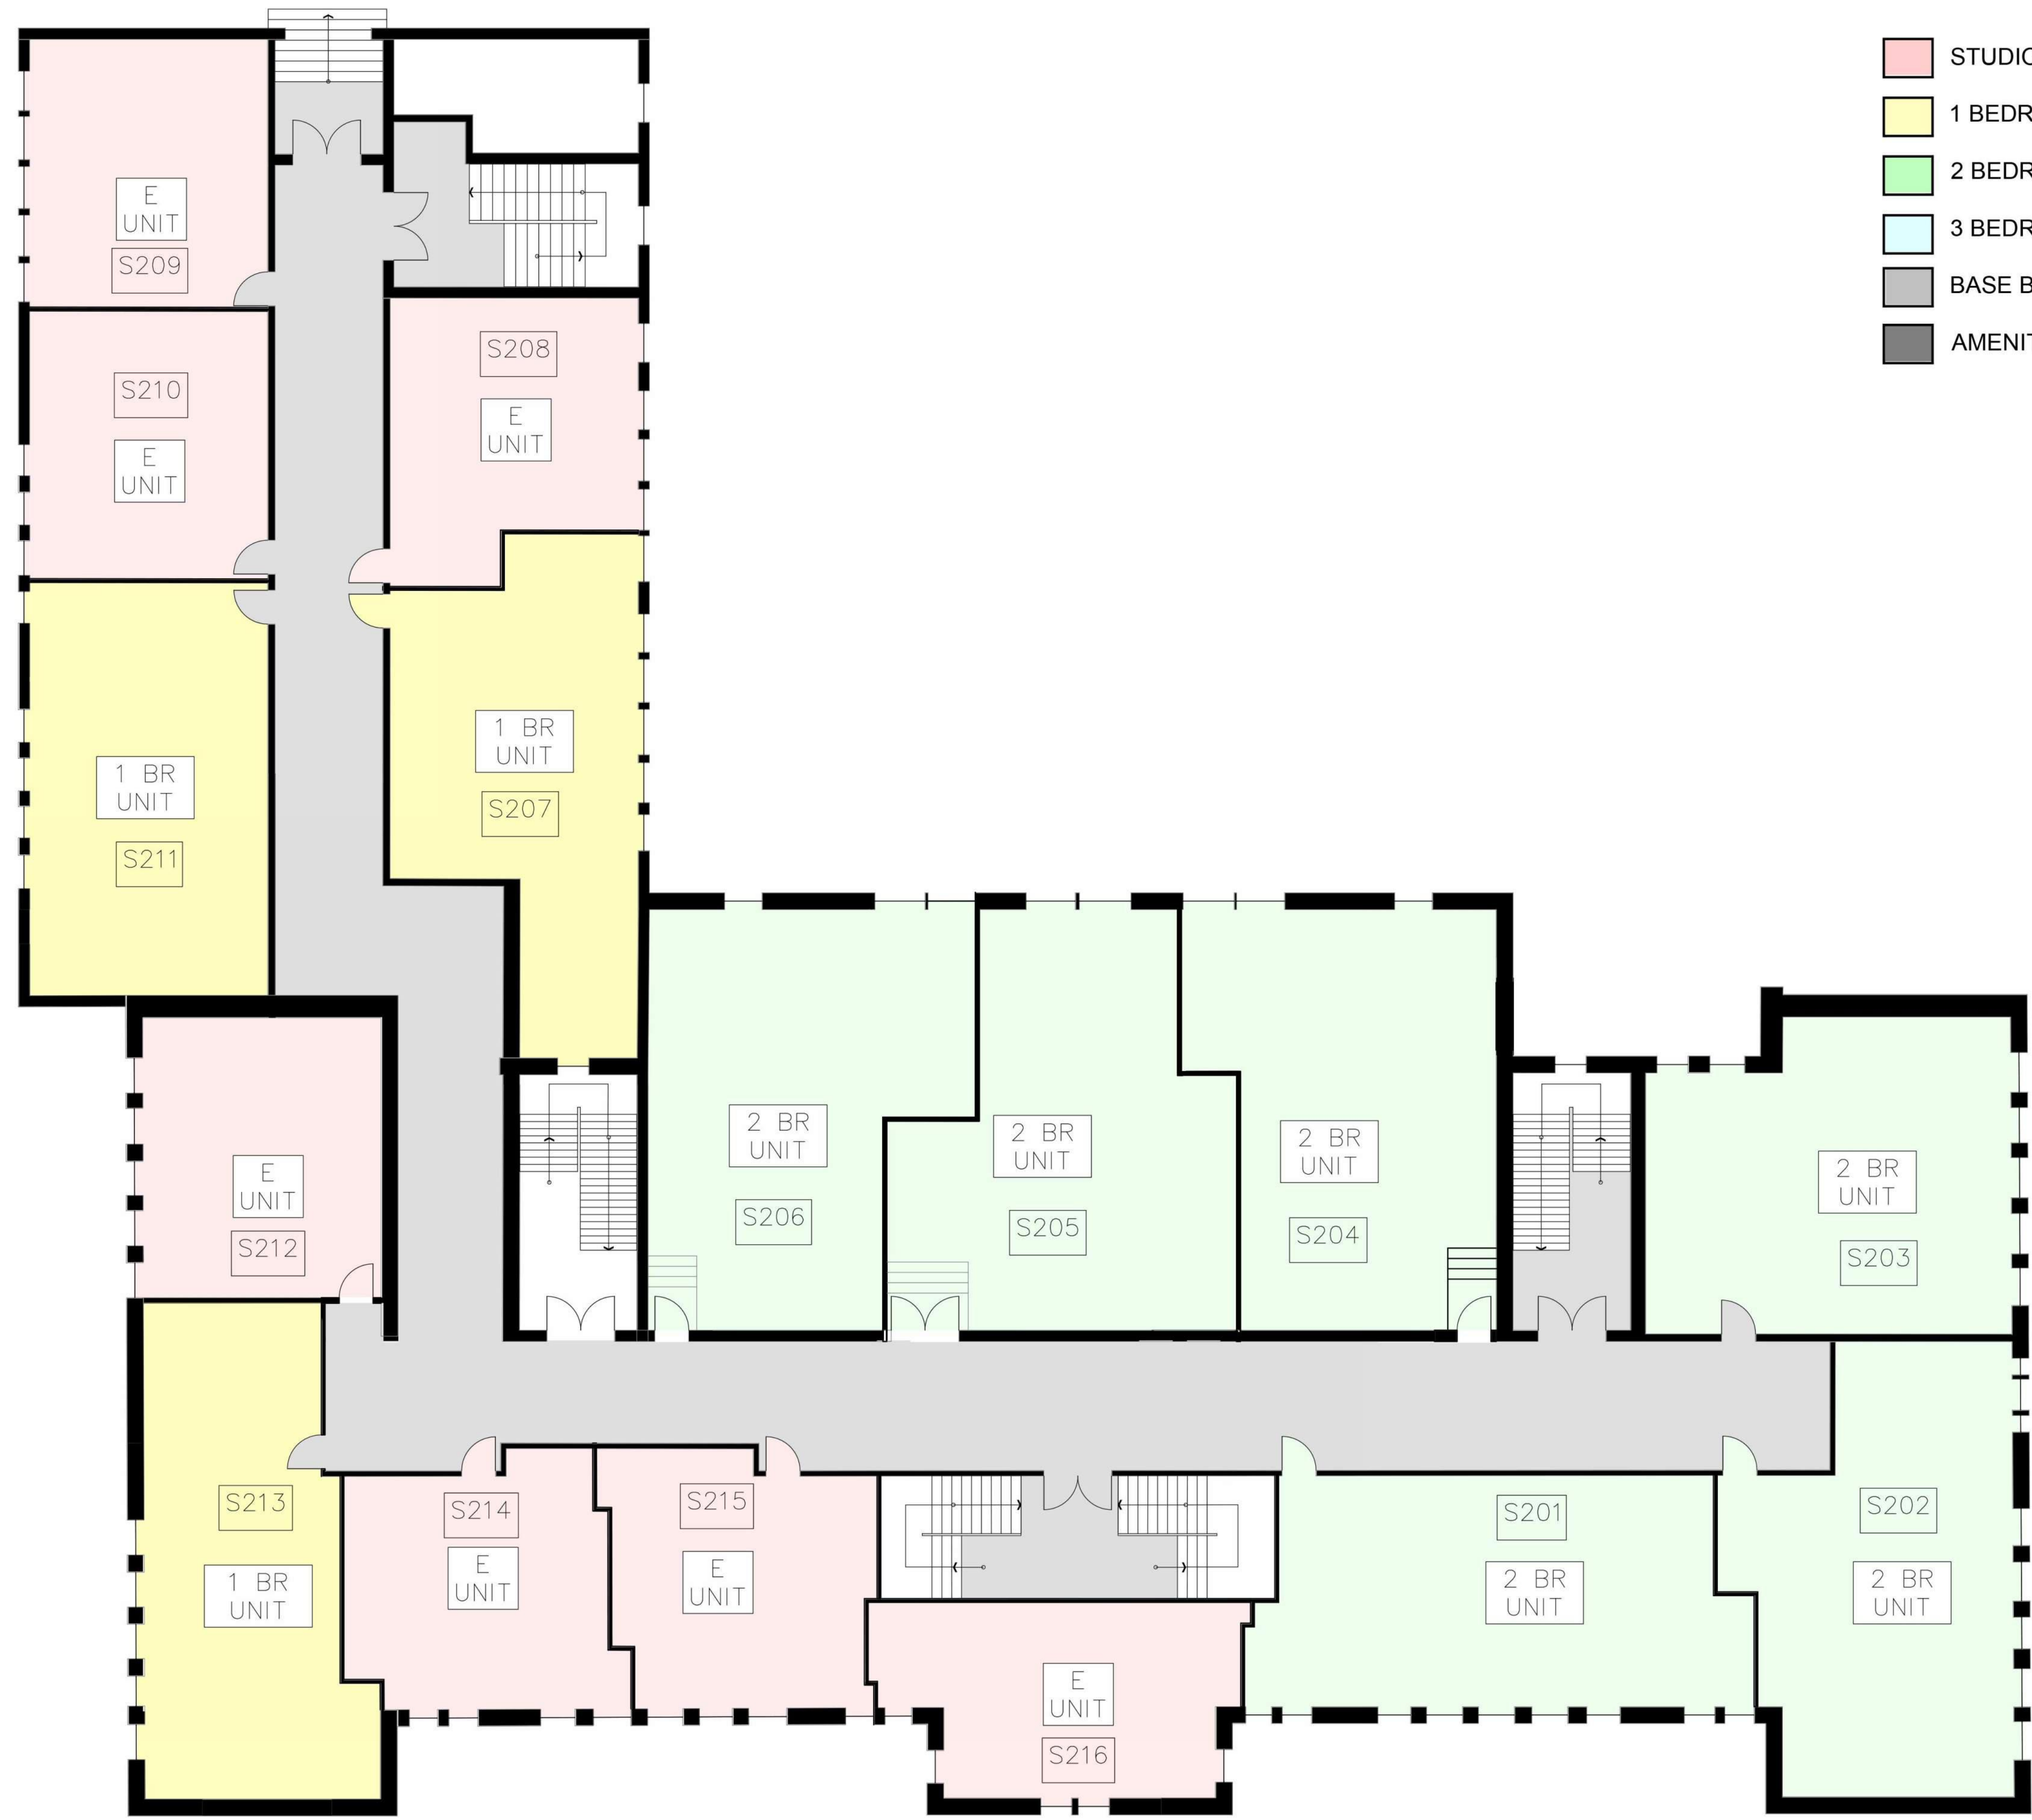 STUDIO
1 BEDR
2 BEDR
3 BEDR
BASE B
AMENIT
E
UNIT
S209
S210
E
UNIT
S208
E
UNIT
1 BR
UNIT
S207
1 BR
UNIT
S211
E
UNIT
S212
2 BR
UNIT
S206
2 BR
UNIT
S205
2 BR
UNIT
S204
2 BR
UNIT
S203
S213
1 BR
UNIT
S214
E
UNIT
S215
E
UNIT
E
UNIT
S216
S201
2 BR
UNIT
S202
2 BR
UNIT